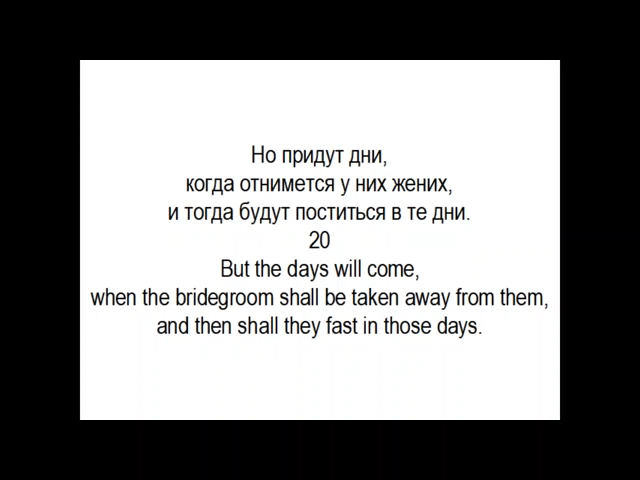 Но придут дни,
когда отнимется у них жених,
и тогда будут поститься в те дни.
20
But the days will come,
when the bridegroom shall be taken away from them,
and then shall they fast in those days.